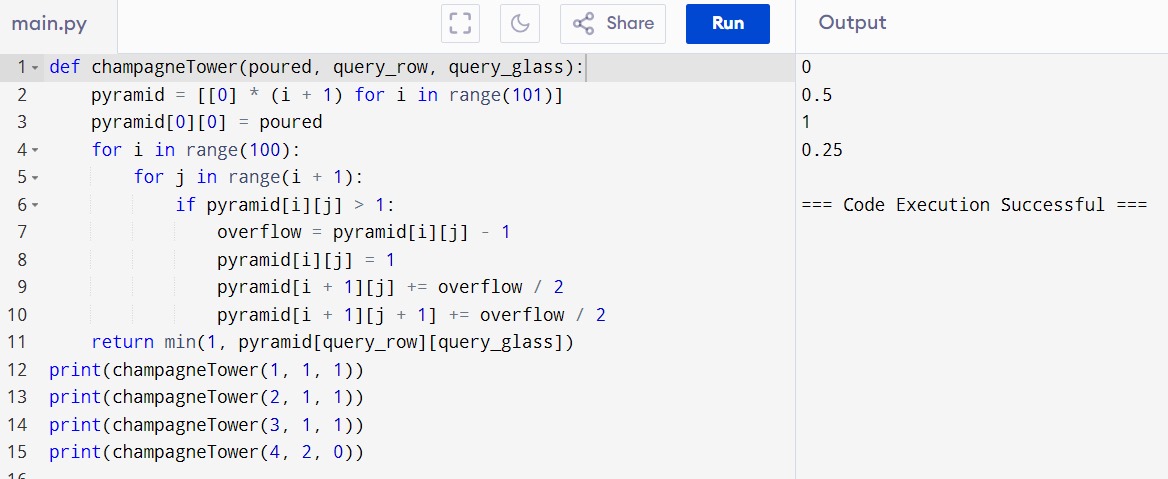 main.py Share Run Output
1 def champagneTower(poured, query_row, query_glass):
2 pyramid = [[0] * (i + 1) for i in range(101)]
3 pyramid[0][0] = poured
4 for i in range(100):
5 for j in range(i + 1):
6 if pyramid[i][j] > 1:
7 overflow = pyramid[i][j] - 1
8 pyramid[i][j] = 1
9 pyramid[i + 1][j] += overflow / 2
10 pyramid[i + 1][j + 1] += overflow / 2
11 return min(1, pyramid[query_row][query_glass])
12 print(champagneTower(1, 1, 1))
13 print(champagneTower(2, 1, 1))
14 print(champagneTower(3, 1, 1))
15 print(champagneTower(4, 2, 0))
16
0
0.5
1
0.25
=== Code Execution Successful ===